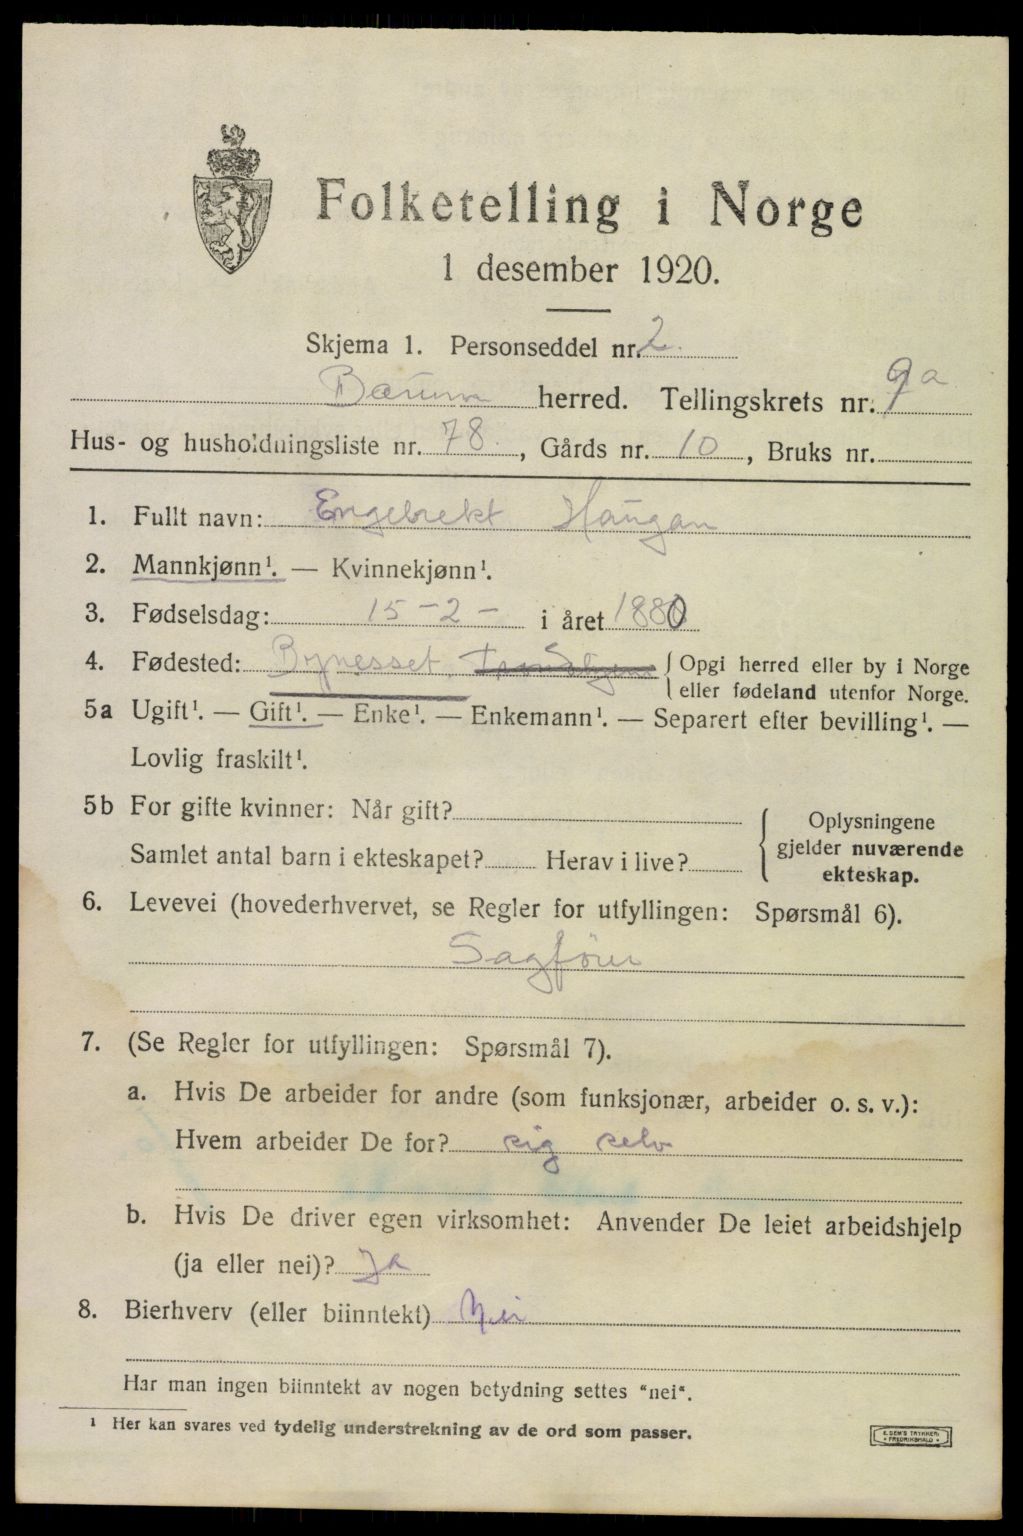 Folketelling i Norge
1 desember 1920.
Skjema 1. Personseddel nr. 2
Bærum herred. Tellingskrets nr. 9a
Hus- og husholdningsliste nr. 78, Gårds nr. 10, Bruks nr.
1. Fullt navn: Engebrekt Haugan
2. Mannkjønn¹. — Kvinnekjønn¹.
3. Fødselsdag: 15 - 2 - i året 1880
4. Fødested: Bynesset, { Opgi herred eller by i Norge
eller fødeland utenfor Norge.
5a Ugift¹. — Gift¹. — Enke¹. — Enkemann¹. — Separert efter bevilling¹. —
Lovlig fraskilt¹.
5b For gifte kvinner: Når gift? { Oplysningene
Samlet antal barn i ekteskapet? Herav i live? gjelder nuværende
ekteskap.
6. Levevei (hovederhvervet, se Regler for utfyllingen: Spørsmål 6).
Sagfører
7. (Se Regler for utfyllingen: Spørsmål 7).
a. Hvis De arbeider for andre (som funksjonær, arbeider o. s. v.):
Hvem arbeider De for? sig selv
b. Hvis De driver egen virksomhet: Anvender De leiet arbeidshjelp
(ja eller nei)? Ja
8. Bierhverv (eller biinntekt) Nei
Har man ingen biinntekt av nogen betydning settes "nei".
¹ Her kan svares ved tydelig understrekning av de ord som passer.
E. SEM'S TRYKKERI
FREDRIKSHALD